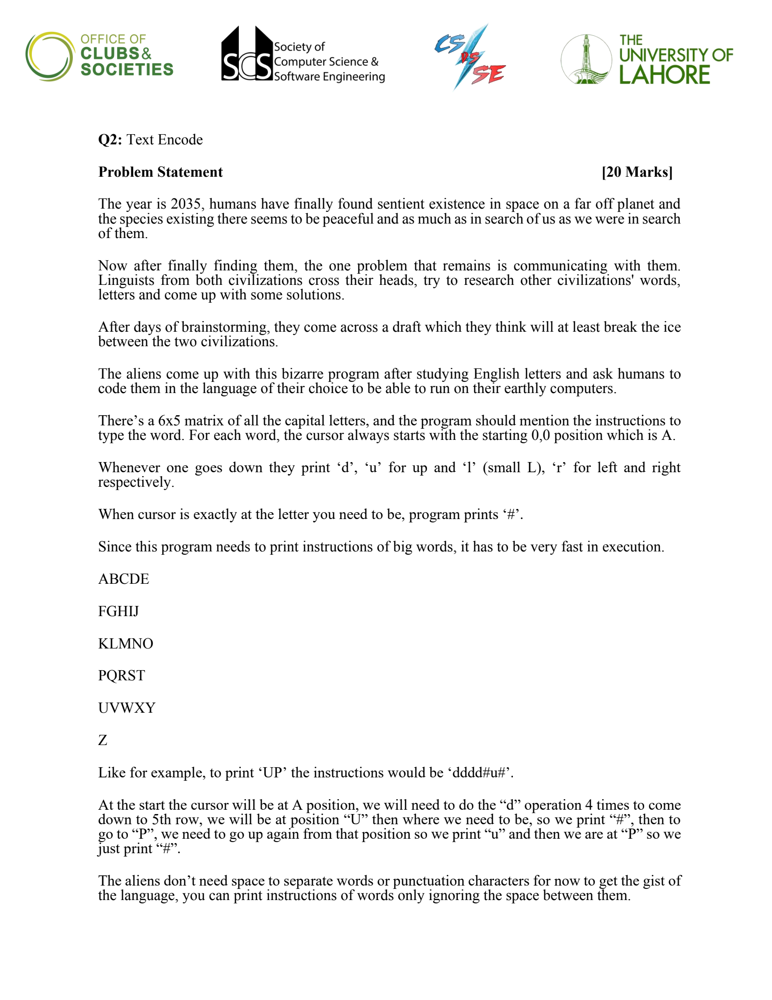 OFFICE OF
CLUBS&
SOCIETIES
SCS
Society of
Computer Science &
Software Engineering
CS
VS
SE
THE
UNIVERSITY OF
LAHORE
Q2: Text Encode
Problem Statement [20 Marks]
The year is 2035, humans have finally found sentient existence in space on a far off planet and
the species existing there seems to be peaceful and as much as in search of us as we were in search
of them.
Now after finally finding them, the one problem that remains is communicating with them.
Linguists from both civilizations cross their heads, try to research other civilizations' words,
letters and come up with some solutions.
After days of brainstorming, they come across a draft which they think will at least break the ice
between the two civilizations.
The aliens come up with this bizarre program after studying English letters and ask humans to
code them in the language of their choice to be able to run on their earthly computers.
There’s a 6x5 matrix of all the capital letters, and the program should mention the instructions to
type the word. For each word, the cursor always starts with the starting 0,0 position which is A.
Whenever one goes down they print ‘d’, ‘u’ for up and ‘l’ (small L), ‘r’ for left and right
respectively.
When cursor is exactly at the letter you need to be, program prints ‘#’.
Since this program needs to print instructions of big words, it has to be very fast in execution.
ABCDE
FGHIJ
KLMNO
PQRST
UVWXY
Z
Like for example, to print ‘UP’ the instructions would be ‘dddd#u#’.
At the start the cursor will be at A position, we will need to do the “d” operation 4 times to come
down to 5th row, we will be at position “U” then where we need to be, so we print “#”, then to
go to “P”, we need to go up again from that position so we print “u” and then we are at “P” so we
just print “#”.
The aliens don’t need space to separate words or punctuation characters for now to get the gist of
the language, you can print instructions of words only ignoring the space between them.